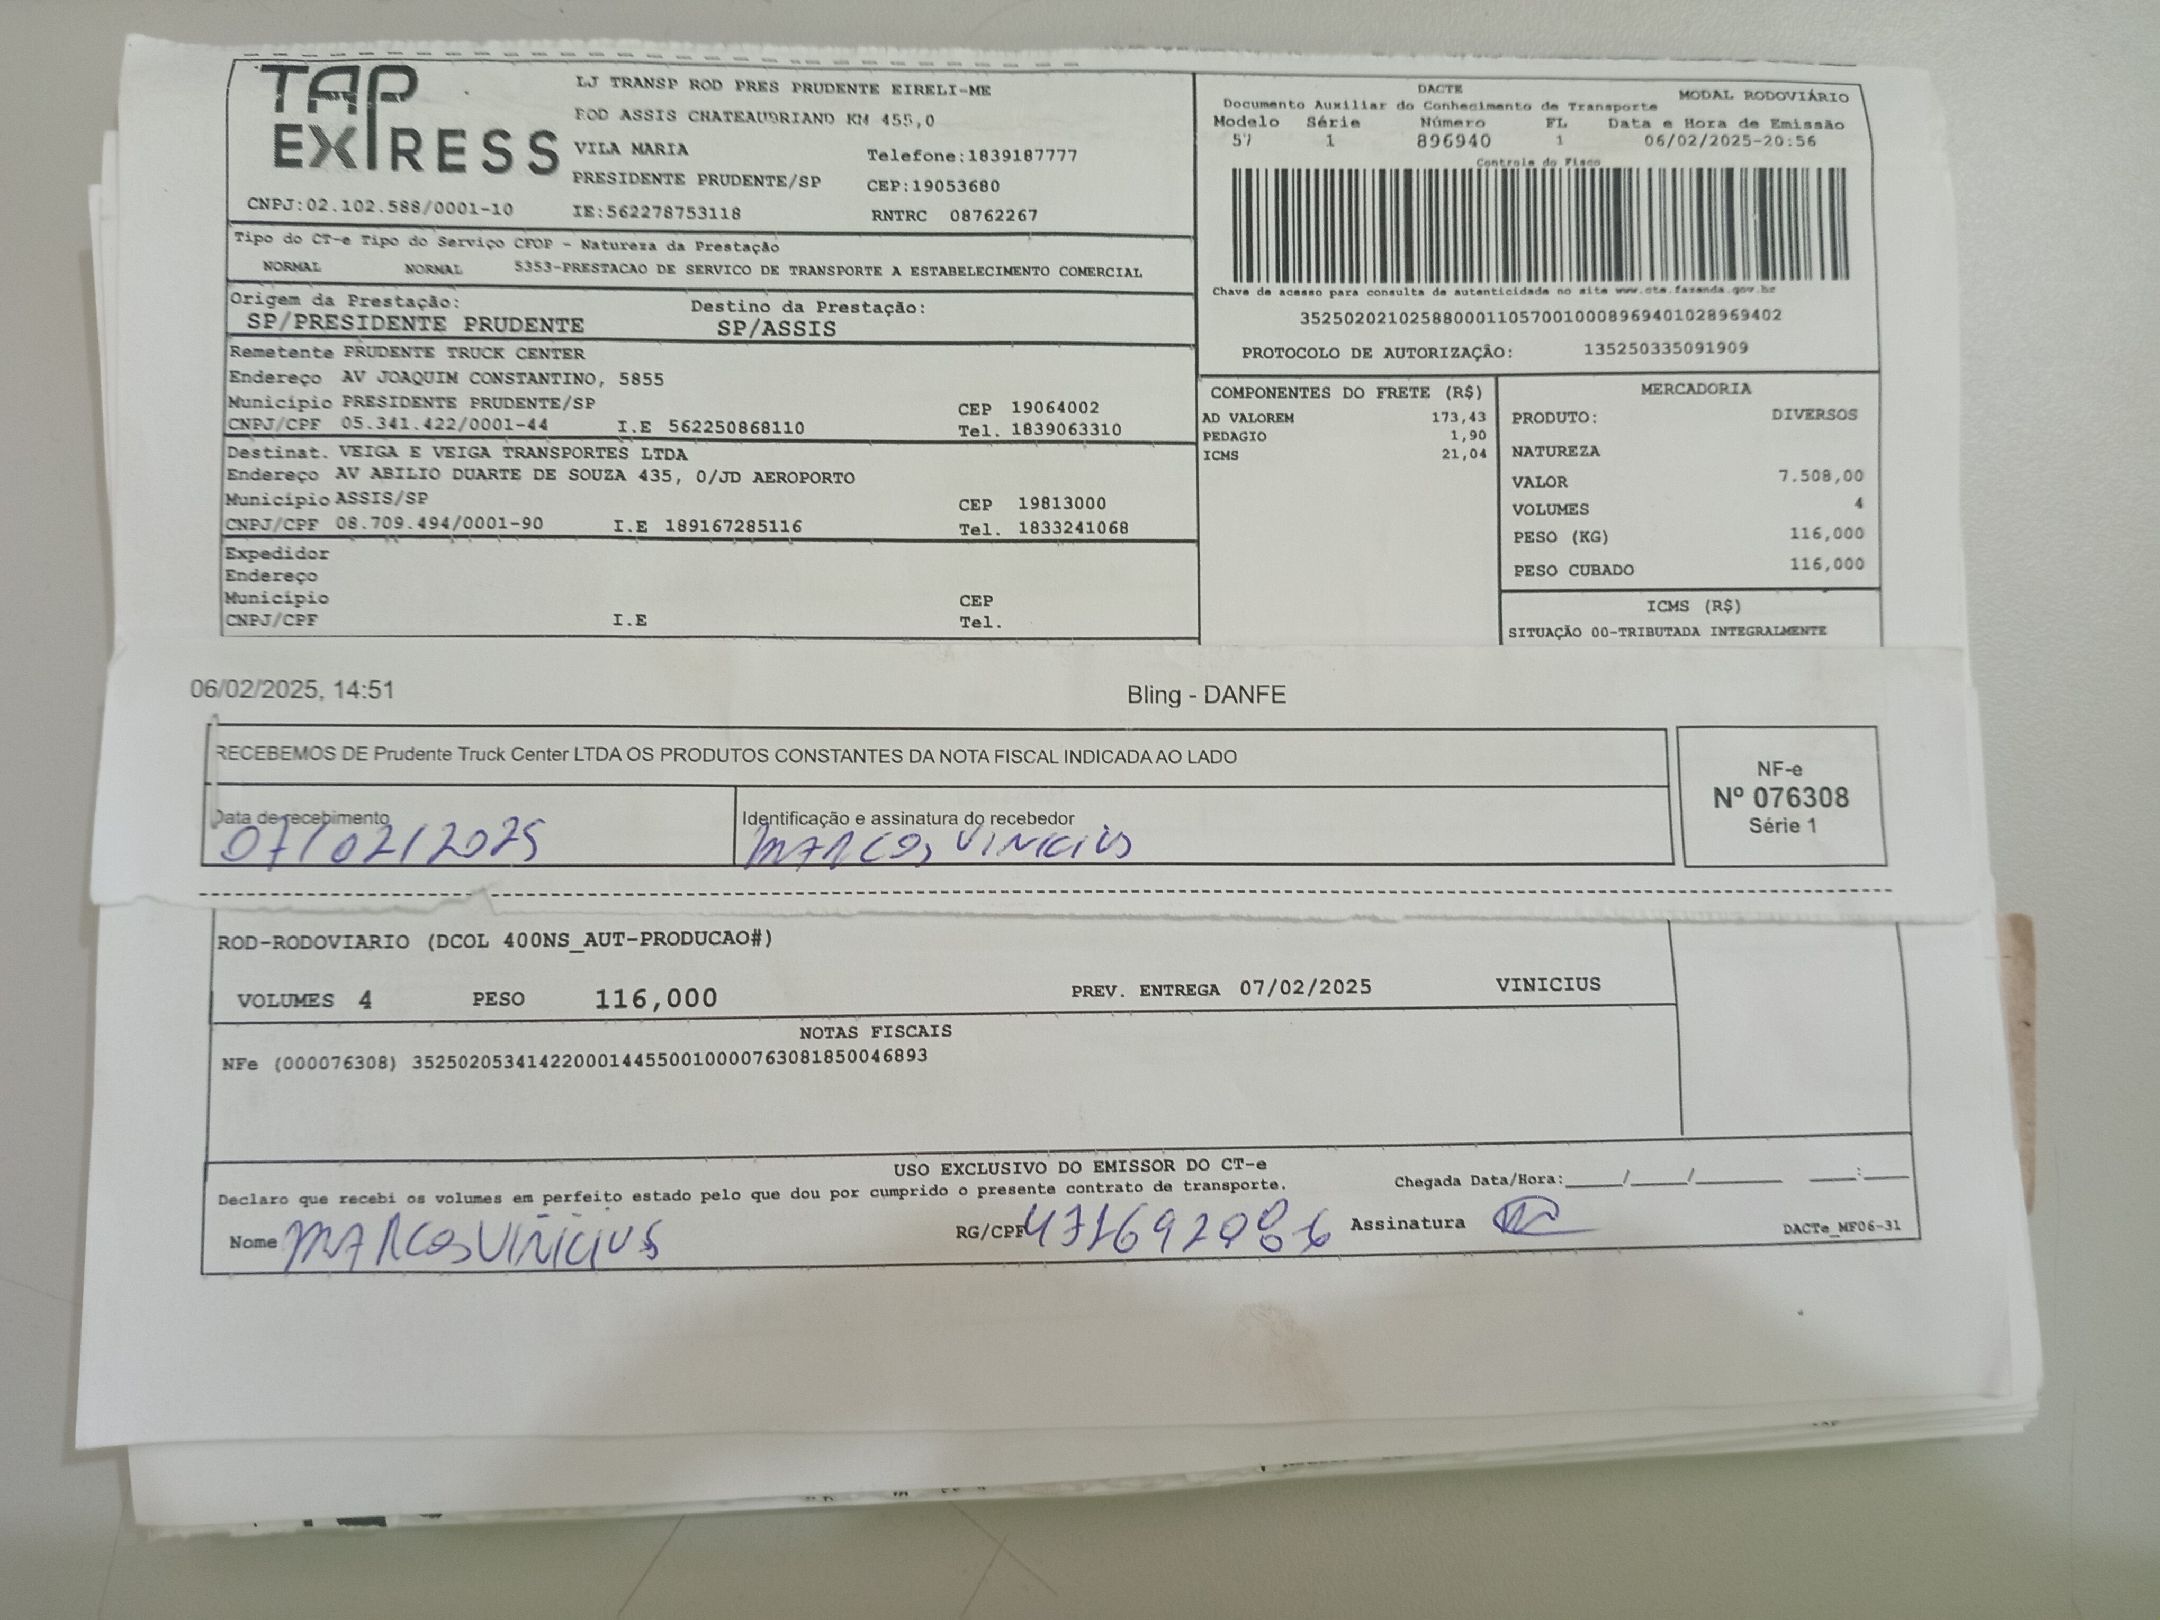 TAP EXPRESS
LJ TRANSP ROD PRES PRUDENTE EIRELI-ME
ROD ASSIS CHATEAUBRIAND KM 455,0
VILA MARIA Telefone:1839187777
PRESIDENTE PRUDENTE/SP CEP:19053680
CNPJ:02.102.588/0001-10 IE:562278753118 RNTRC 08762267
DACTE MODAL RODOVIÁRIO
Documento Auxiliar do Conhecimento de Transporte
Modelo Série Número FL Data e Hora de Emissão
57 1 896940 1 06/02/2025-20:56
Controle do Fisco
Chave de acesso para consulta de autenticidade no site www.cte.fazenda.gov.br
35250202102588000110570010008969401028969402
PROTOCOLO DE AUTORIZAÇÃO: 135250335091909
Tipo do CT-e Tipo do Serviço CFOP - Natureza da Prestação
NORMAL NORMAL 5353-PRESTACAO DE SERVICO DE TRANSPORTE A ESTABELECIMENTO COMERCIAL
Origem da Prestação: Destino da Prestação:
SP/PRESIDENTE PRUDENTE SP/ASSIS
Remetente PRUDENTE TRUCK CENTER
Endereço AV JOAQUIM CONSTANTINO, 5855
Município PRESIDENTE PRUDENTE/SP CEP 19064002
CNPJ/CPF 05.341.422/0001-44 I.E 562250868110 Tel. 1839063310
Destinat. VEIGA E VEIGA TRANSPORTES LTDA
Endereço AV ABILIO DUARTE DE SOUZA 435, 0/JD AEROPORTO
Município ASSIS/SP CEP 19813000
CNPJ/CPF 08.709.494/0001-90 I.E 189167285116 Tel. 1833241068
Expedidor
Endereço
Município CEP
CNPJ/CPF I.E Tel.
COMPONENTES DO FRETE (R$)
AD VALOREM 173,43
PEDAGIO 1,90
ICMS 21,04
MERCADORIA
PRODUTO: DIVERSOS
NATUREZA
VALOR 7.508,00
VOLUMES 4
PESO (KG) 116,000
PESO CUBADO 116,000
ICMS (R$)
SITUAÇÃO 00-TRIBUTADA INTEGRALMENTE
06/02/2025, 14:51 Bling - DANFE
RECEBEMOS DE Prudente Truck Center LTDA OS PRODUTOS CONSTANTES DA NOTA FISCAL INDICADA AO LADO
Data de recebimento Identificação e assinatura do recebedor
07/02/2025 MARCOS VINICIUS
NF-e
Nº 076308
Série 1
ROD-RODOVIARIO (DCOL 400NS_AUT-PRODUCAO#)
VOLUMES 4 PESO 116,000 PREV. ENTREGA 07/02/2025 VINICIUS
NOTAS FISCAIS
NFe (000076308) 35250205341422000144550010000763081850046893
USO EXCLUSIVO DO EMISSOR DO CT-e
Declaro que recebi os volumes em perfeito estado pelo que dou por cumprido o presente contrato de transporte. Chegada Data/Hora:____/____/______ ____:____
Nome MARCOS VINICIUS RG/CPF Assinatura DACTe_MF06-31